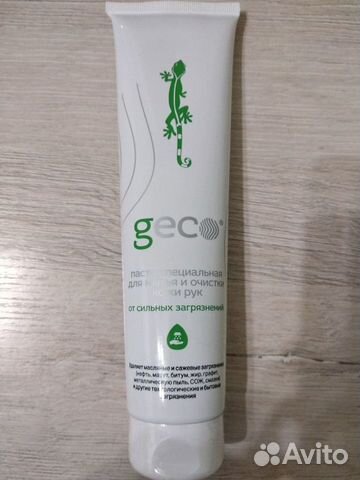 geco
паста специальная
для мытья и очистки
кожи рук
от сильных загрязнений
Удаляет масляные и сажевые загрязнения
(нефть, мазут, битум, жир, графит,
металлическую пыль, СОЖ, смазки)
и другие технологические и бытовые
загрязнения
Avito